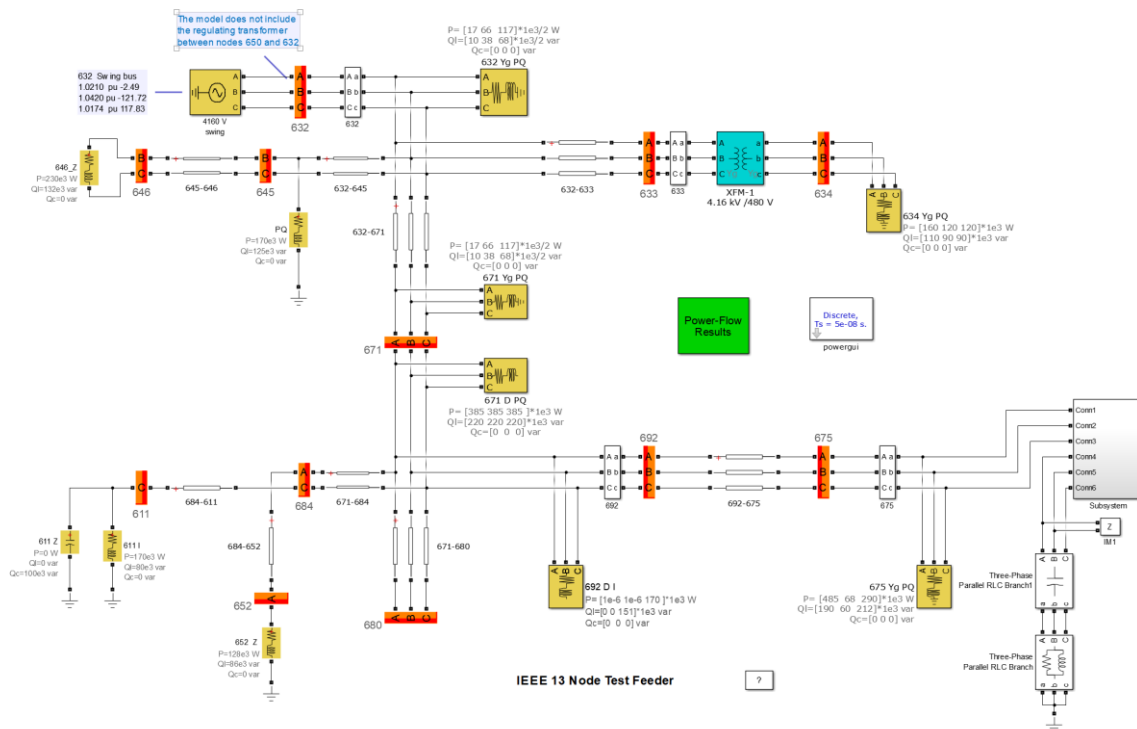 The model does not include
the regulating transformer
between nodes 650 and 632
632 Swing bus
1.0210 pu -2.49
1.0420 pu -121.72
1.0174 pu 117.83
A
B
C
4160 V
swing
A
B
C
632
A a
B b
C c
632
P= [17 66 117]*1e3/2 W
Ql=[10 38 68]*1e3/2 var
Qc=[0 0 0] var
632 Yg PQ
A
B
C
646_Z
P=230e3 W
Ql=132e3 var
Qc=0 var
B
C
646
645-646
B
C
645
632-645
PQ
P=170e3 W
Ql=125e3 var
Qc=0 var
632-633
A
B
C
633
A a
B b
C c
633
A
B
C
a
b
c
XFM-1
4.16 kV /480 V
A
B
C
634
A B C
634 Yg PQ
P= [160 120 120]*1e3 W
Ql=[110 90 90]*1e3 var
Qc=[0 0 0] var
632-671
P= [17 66 117]*1e3/2 W
Ql=[10 38 68]*1e3/2 var
Qc=[0 0 0] var
671 Yg PQ
A
B
C
A B C
671
A
B
C
671 D PQ
P= [385 385 385 ]*1e3 W
Ql=[220 220 220]*1e3 var
Qc=[0 0 0] var
Power-Flow
Results
Discrete,
Ts = 5e-08 s.
powergui
C
611
684-611
A
C
684
671-684
611 Z
P=0 W
Ql=0 var
Qc=100e3 var
611 I
P=170e3 W
Ql=80e3 var
Qc=0 var
684-652
A
652
652 Z
P=128e3 W
Ql=86e3 var
Qc=0 var
671-680
A B C
680
A a
B b
C c
692
692
A
B
C
692-675
675
A
B
C
A a
B b
C c
675
A B C
692 D I
P= [1e-6 1e-6 170 ]*1e3 W
Ql=[0 0 151]*1e3 var
Qc=[0 0 0] var
A B C
675 Yg PQ
P= [485 68 290]*1e3 W
Ql=[190 60 212]*1e3 var
Qc=[0 0 0] var
Conn1
Conn2
Conn3
Conn4
Conn5
Conn6
Subsystem
Z
IM1
A B C
a b c
Three-Phase
Parallel RLC Branch1
A B C
a b c
Three-Phase
Parallel RLC Branch
IEEE 13 Node Test Feeder
?